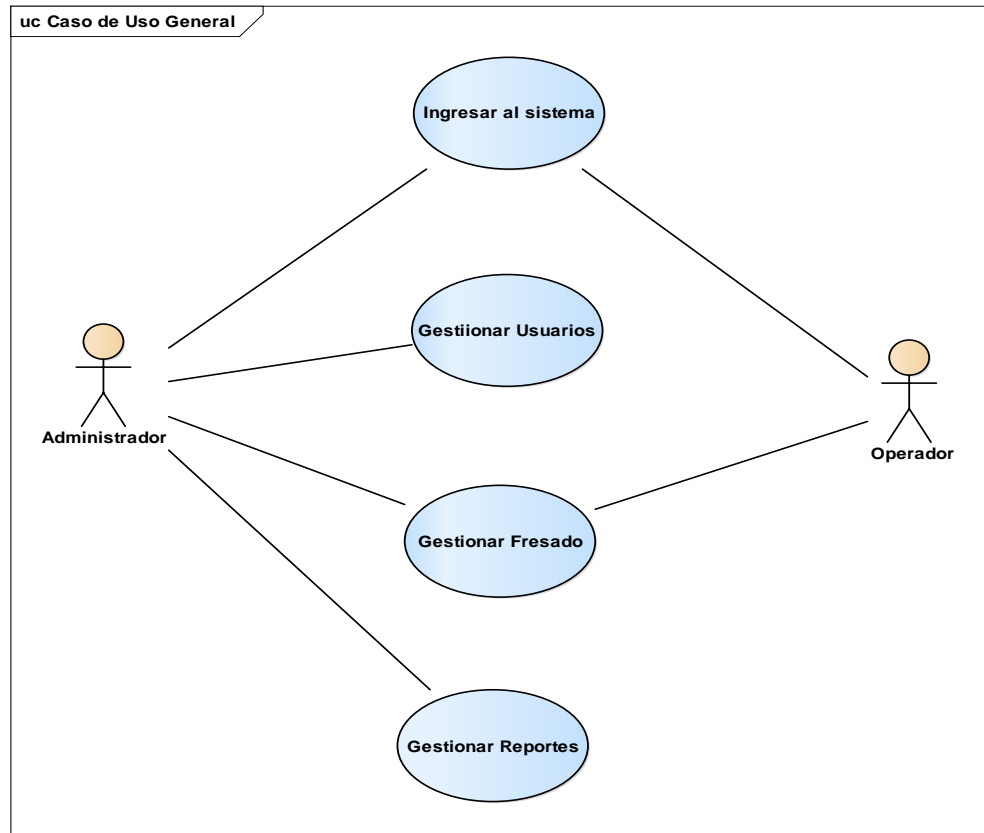 uc Caso de Uso General
Ingresar al sistema
Gestiionar Usuarios
Administrador
Operador
Gestionar Fresado
Gestionar Reportes